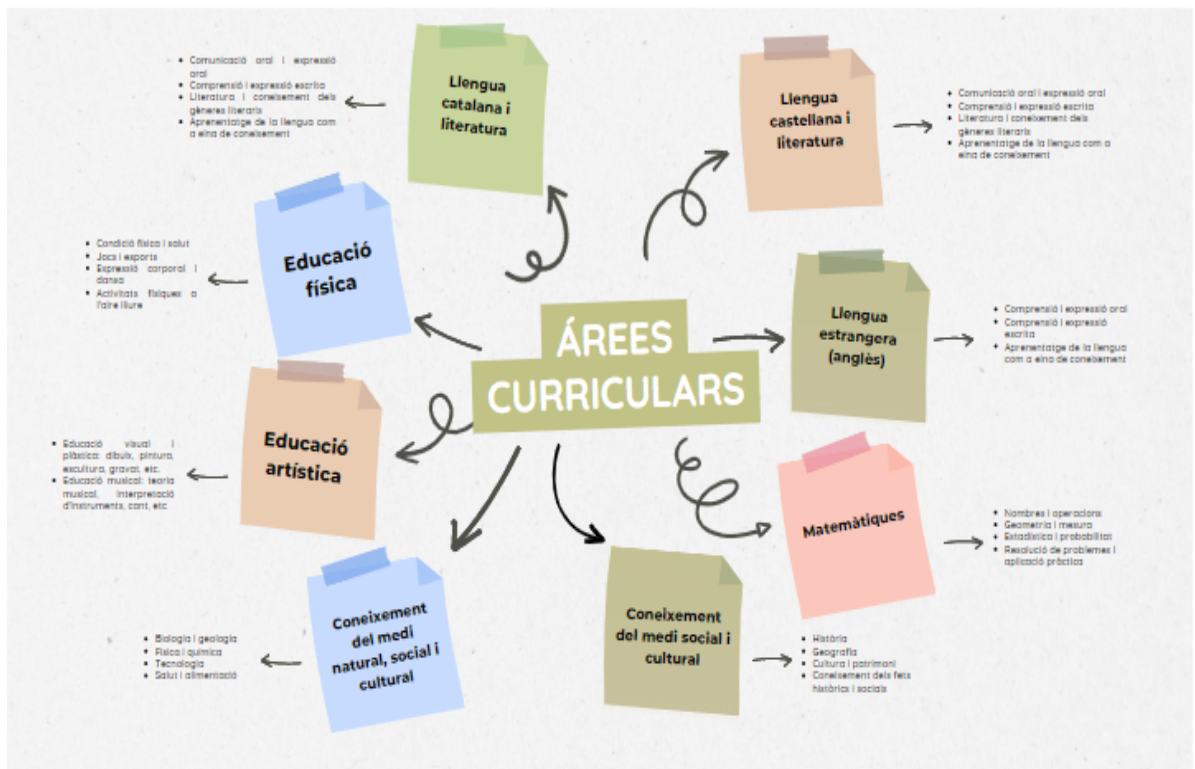 ÁREES
CURRICULARS
Llengua
catalana i
literatura
Comunicació oral i expressió
oral
Comprensió i expressió escrita
Literatura i coneixement dels
gèneres literaris
Aprenentatge de la llengua com
a eina de coneixement
Llengua
castellana i
literatura
Comunicació oral i expressió oral
Comprensió i expressió escrita
Literatura i coneixement dels
gèneres literaris
Aprenentatge de la llengua com a
eina de coneixement
Educació
física
Condició física i salut
Jocs i esports
Expressió corporal i
dansa
Activitats físiques a
l'aire lliure
Llengua
estrangera
(anglès)
Comprensió i expressió oral
Comprensió i expressió
escrita
Aprenentatge de la llengua
com a eina de coneixement
Educació
artística
Educació visual i
plàstica: dibuix, pintura,
escultura, gravat, etc.
Educació musical: teoria
musical, interpretació
d'instruments, cant, etc
Matemàtiques
Nombres i operacions
Geometria i mesura
Estadística i probabilitat
Resolució de problemes i
aplicació pràctica
Coneixement
del medi
natural, social i
cultural
Biologia i geologia
Física i química
Tecnologia
Salut i alimentació
Coneixement
del medi social i
cultural
Història
Geografia
Cultura i patrimoni
Coneixement dels fets
històrics i socials